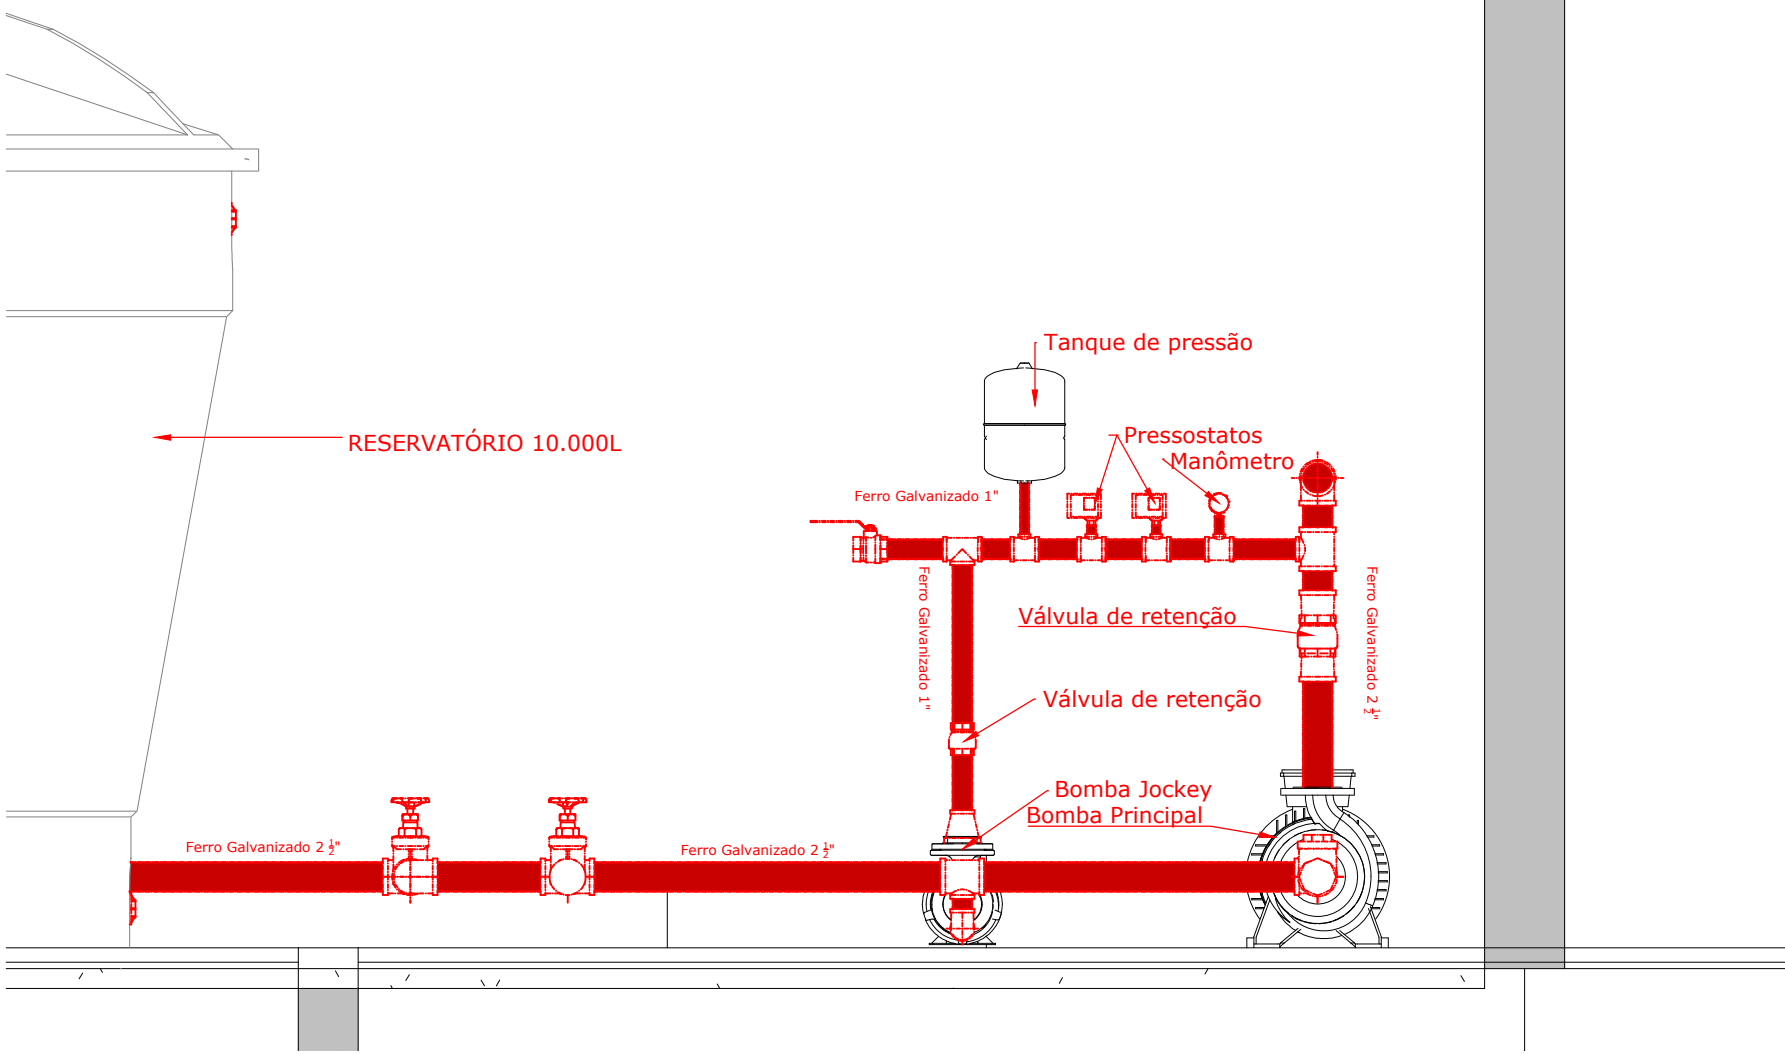 Tanque de pressão
Pressostatos
Manômetro
RESERVATÓRIO 10.000L
Ferro Galvanizado 1"
Ferro Galvanizado 1"
Ferro Galvanizado 2 1/2"
Válvula de retenção
Válvula de retenção
Bomba Jockey
Bomba Principal
Ferro Galvanizado 2 1/2"
Ferro Galvanizado 2 1/2"